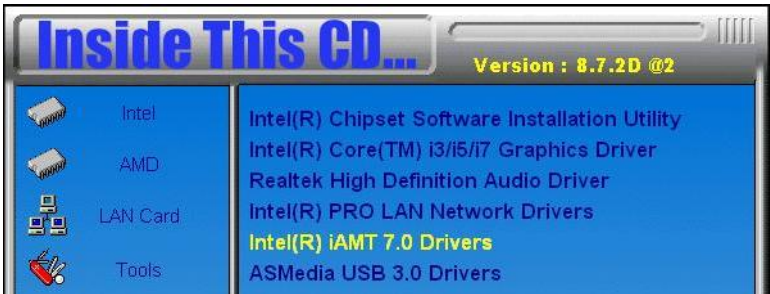 Inside This CD...
Version : 8.7.2D @2
Intel
AMD
LAN Card
Tools
Intel(R) Chipset Software Installation Utility
Intel(R) Core(TM) i3/i5/i7 Graphics Driver
Realtek High Definition Audio Driver
Intel(R) PRO LAN Network Drivers
Intel(R) iAMT 7.0 Drivers
ASMedia USB 3.0 Drivers